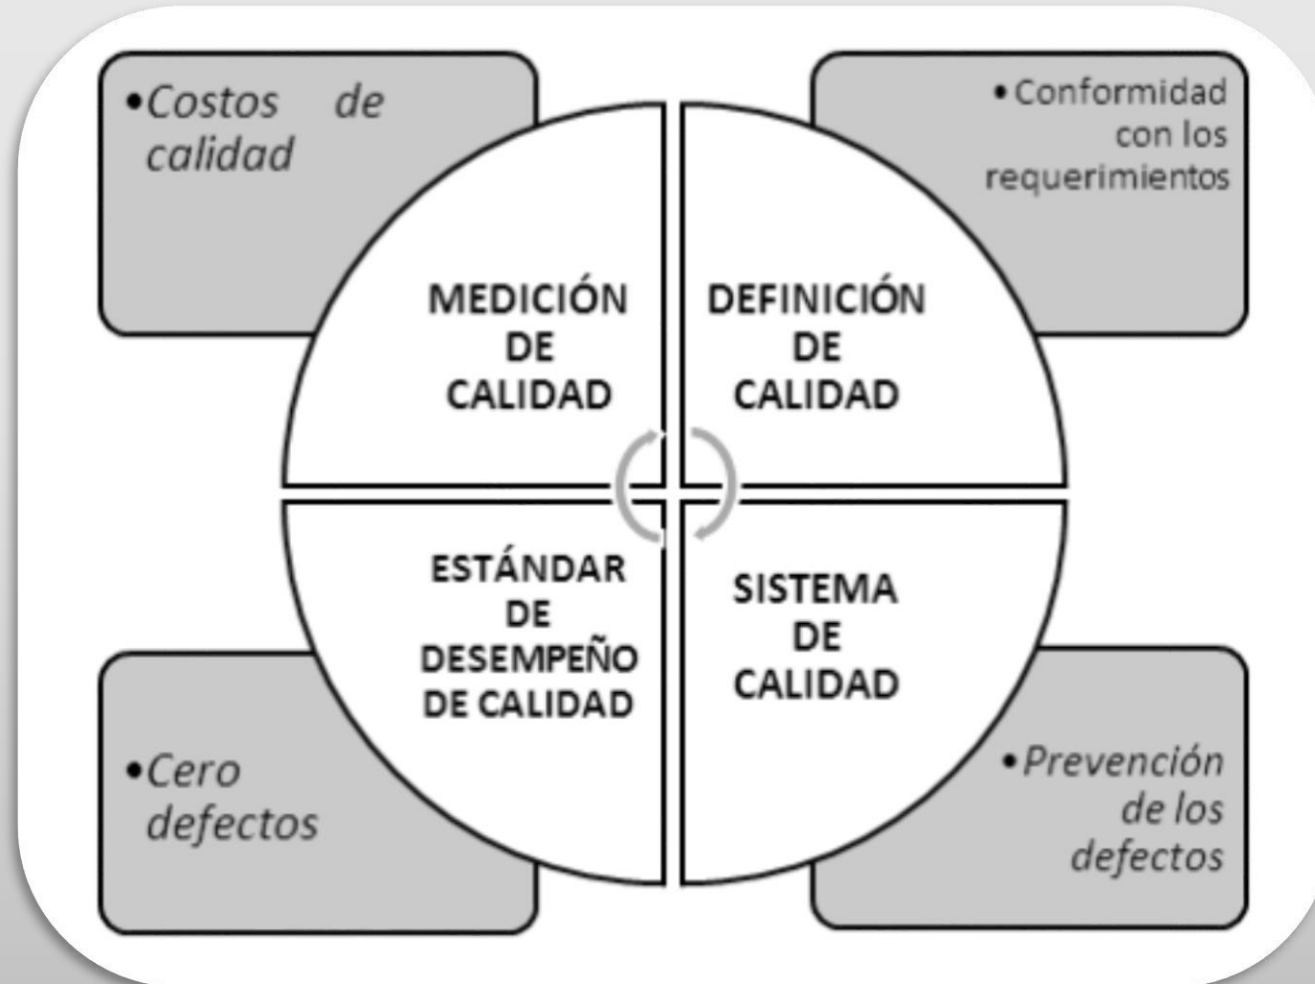 •Costos de
calidad
• Conformidad
con los
requerimientos
MEDICIÓN
DE
CALIDAD
DEFINICIÓN
DE
CALIDAD
ESTÁNDAR
DE
DESEMPEÑO
DE CALIDAD
SISTEMA
DE
CALIDAD
•Cero
defectos
•Prevención
de los
defectos